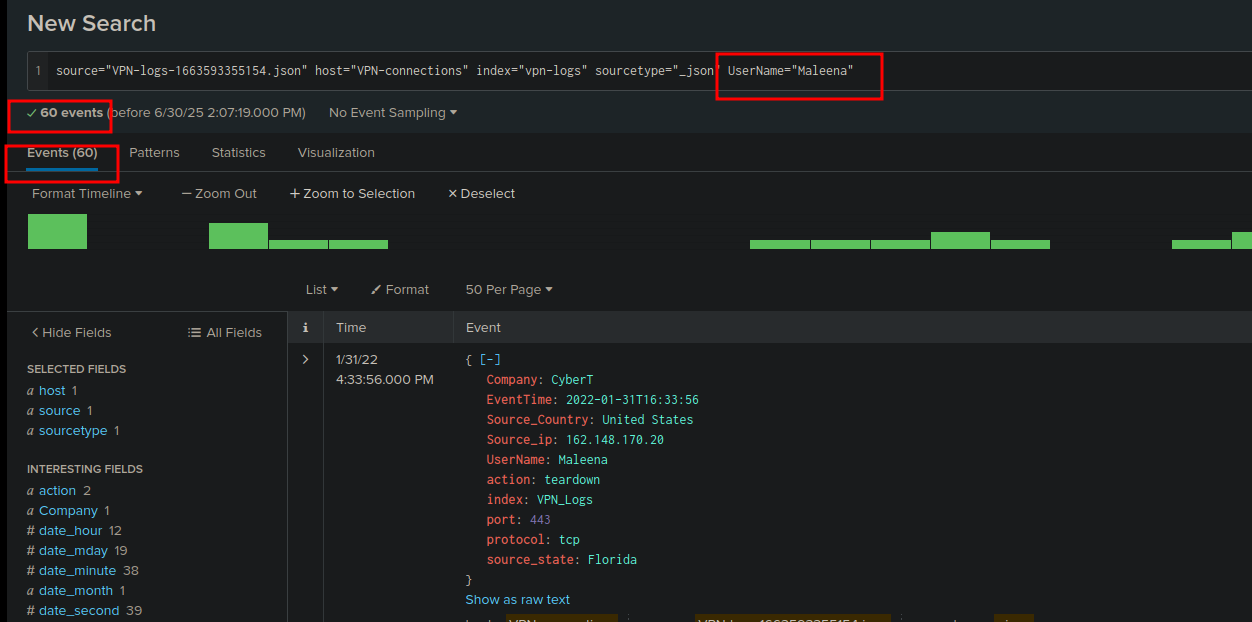 New Search
1 source="VPN-logs-1663593355154.json" host="VPN-connections" index="vpn-logs" sourcetype="_json" UserName="Maleena"
✓ 60 events (before 6/30/25 2:07:19.000 PM) No Event Sampling
Events (60) Patterns Statistics Visualization
Format Timeline — Zoom Out + Zoom to Selection × Deselect
List Format 50 Per Page
< Hide Fields All Fields i Time Event
SELECTED FIELDS
a host 1
a source 1
a sourcetype 1
INTERESTING FIELDS
a action 2
a Company 1
# date_hour 12
# date_mday 19
# date_minute 38
a date_month 1
# date_second 39
> 1/31/22
4:33:56.000 PM
{ [-]
Company: CyberT
EventTime: 2022-01-31T16:33:56
Source_Country: United States
Source_ip: 162.148.170.20
UserName: Maleena
action: teardown
index: VPN_Logs
port: 443
protocol: tcp
source_state: Florida
}
Show as raw text